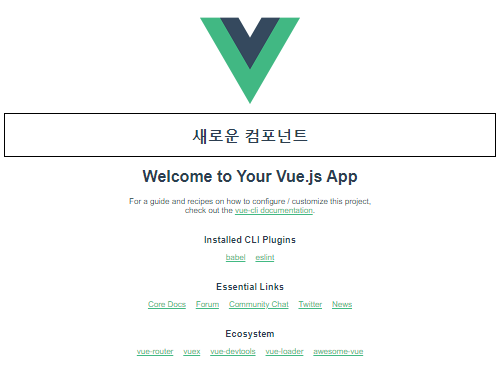 새로운 컴포넌트
Welcome to Your Vue.js App
For a guide and recipes on how to configure / customize this project,
check out the vue-cli documentation.
Installed CLI Plugins
babel eslint
Essential Links
Core Docs Forum Community Chat Twitter News
Ecosystem
vue-router vuex vue-devtools vue-loader awesome-vue